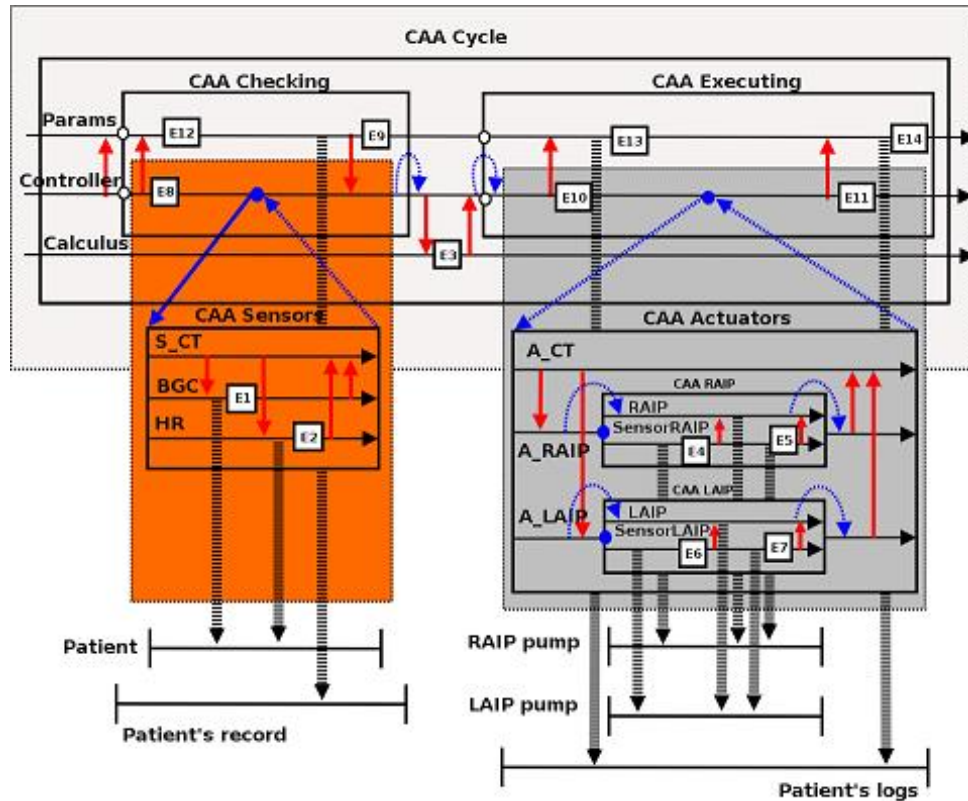 CAA Cycle
CAA Checking
CAA Executing
Params
E12
E9
E13
E14
Controller
E8
E10
E11
Calculus
E3
CAA Sensors
CAA Actuators
S_CT
A_CT
BGC
E1
CAA RAIP
RAIP
HR
E2
SensorRAIP
E4
E5
A_RAIP
CAA LAIP
A_LAIP
LAIP
SensorLAIP
E6
E7
Patient
RAIP pump
LAIP pump
Patient's record
Patient's logs